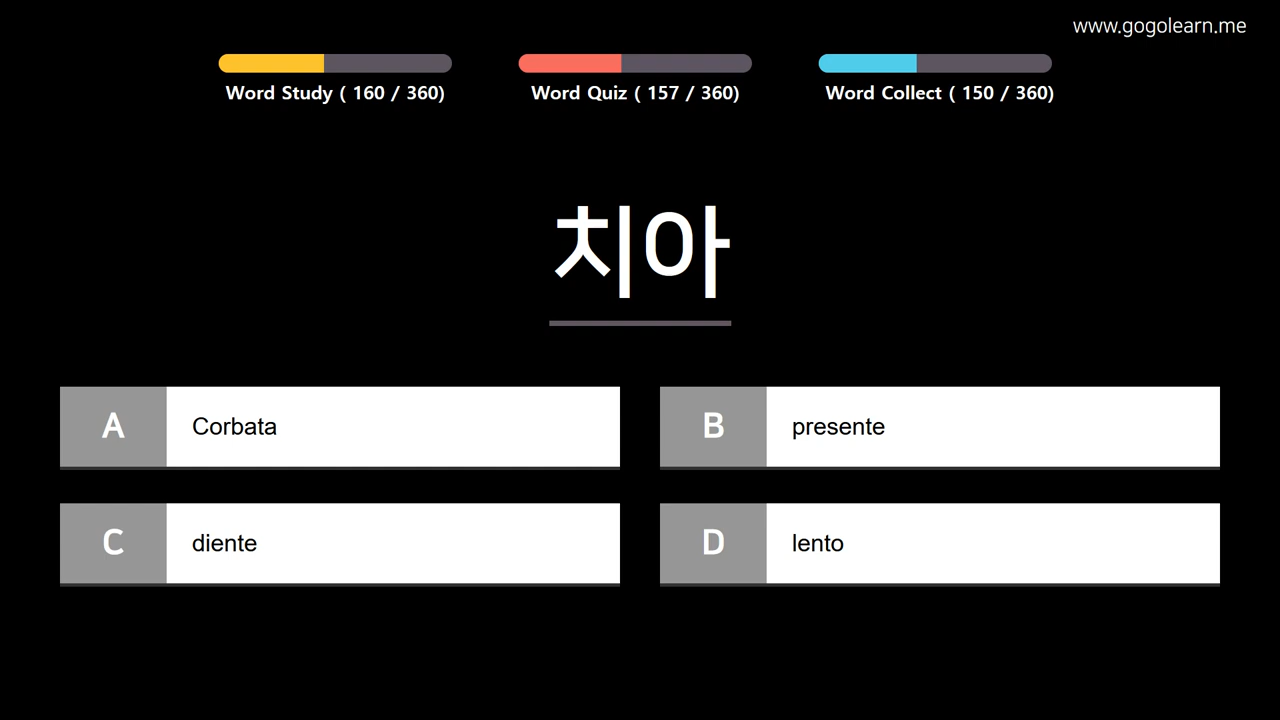 www.gogolearn.me
Word Study ( 160 / 360)
Word Quiz ( 157 / 360)
Word Collect ( 150 / 360)
치아
A Corbata
B presente
C diente
D lento